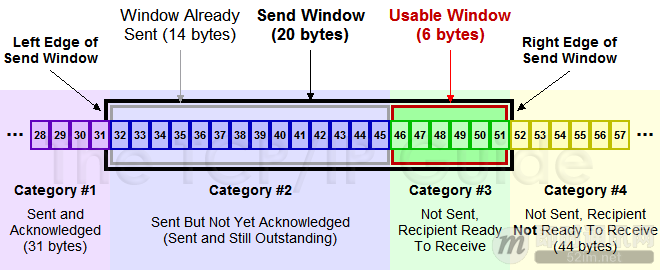 Window Already
Sent (14 bytes)
Send Window
(20 bytes)
Usable Window
(6 bytes)
Left Edge of
Send Window
Right Edge of
Send Window
... 28 29 30 31 32 33 34 35 36 37 38 39 40 41 42 43 44 45 46 47 48 49 50 51 52 53 54 55 56 57 ...
The TCP/IP Guide
Category #1
Sent and
Acknowledged
(31 bytes)
Category #2
Sent But Not Yet Acknowledged
(Sent and Still Outstanding)
Category #3
Not Sent,
Recipient Ready
To Receive
Category #4
Not Sent, Recipient
Not Ready To Receive
(44 bytes)
52im.net